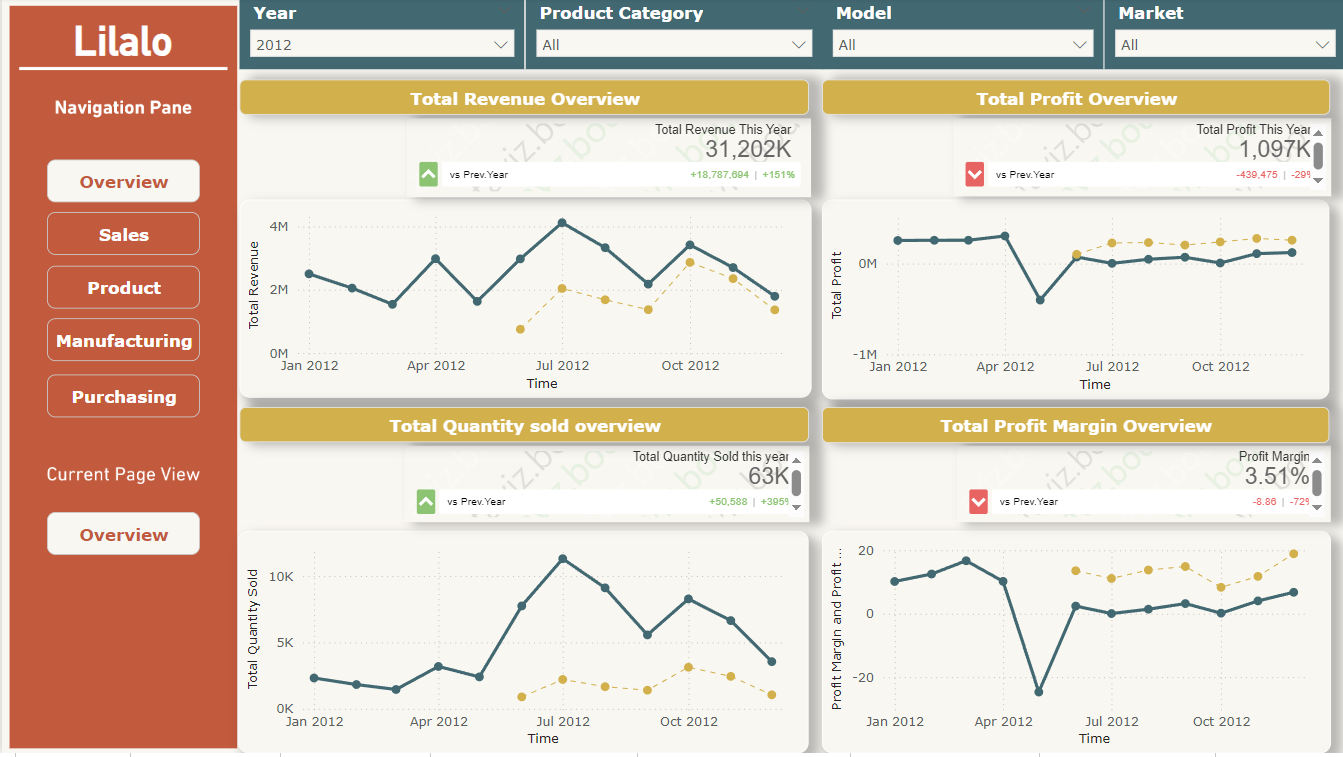 Lilalo
Navigation Pane
Overview
Sales
Product
Manufacturing
Purchasing
Current Page View
Overview
Year
2012
Product Category
All
Model
All
Market
All
Total Revenue Overview
Total Revenue This Year
31,202K
vs Prev.Year
+18,787,694 | +151%
Total Revenue
4M
2M
0M
Jan 2012
Apr 2012
Jul 2012
Oct 2012
Time
Total Profit Overview
Total Profit This Year
1,097K
vs Prev.Year
-439,475 | -29%
Total Profit
0M
-1M
Jan 2012
Apr 2012
Jul 2012
Oct 2012
Time
Total Quantity sold overview
Total Quantity Sold this year
63K
vs Prev.Year
+50,588 | +395%
Total Quantity Sold
10K
5K
0K
Jan 2012
Apr 2012
Jul 2012
Oct 2012
Time
Total Profit Margin Overview
Profit Margin
3.51%
vs Prev.Year
-8.86 | -72%
Profit Margin and Profit ...
20
0
-20
Jan 2012
Apr 2012
Jul 2012
Oct 2012
Time